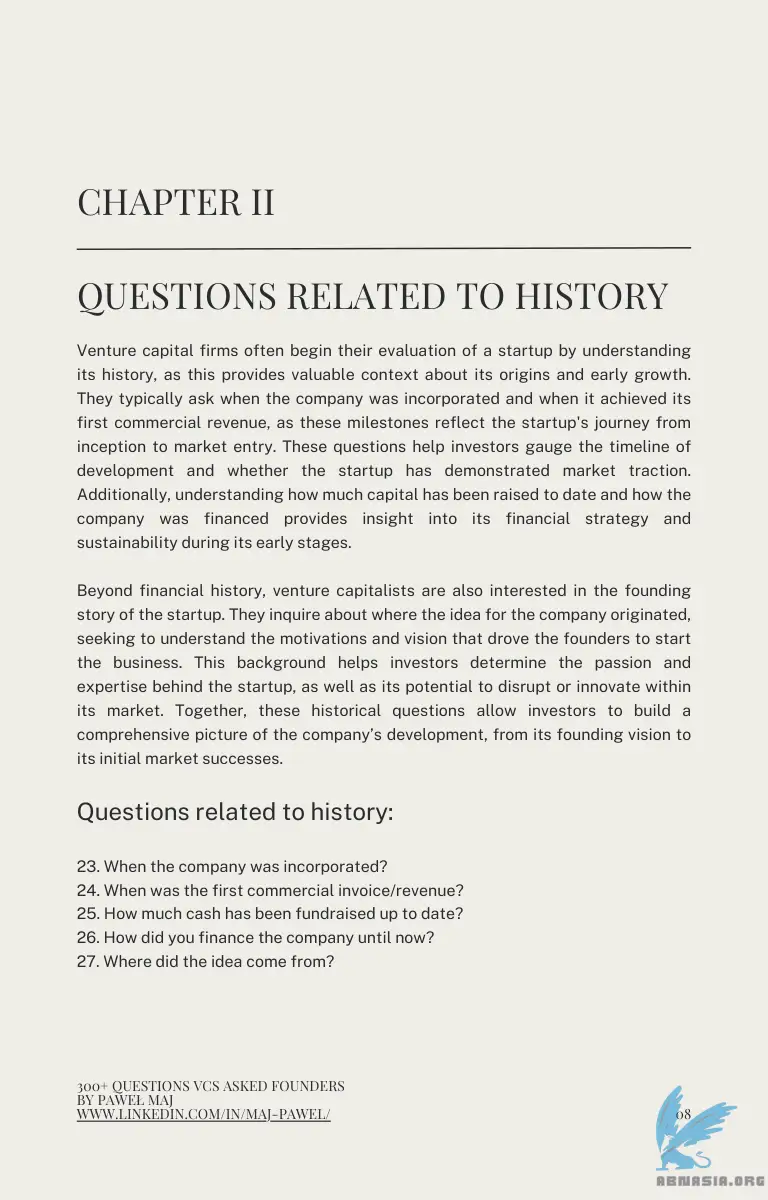 CHAPTER II
QUESTIONS RELATED TO HISTORY
Venture capital firms often begin their evaluation of a startup by understanding
its history, as this provides valuable context about its origins and early growth.
They typically ask when the company was incorporated and when it achieved its
first commercial revenue, as these milestones reflect the startup's journey from
inception to market entry. These questions help investors gauge the timeline of
development and whether the startup has demonstrated market traction.
Additionally, understanding how much capital has been raised to date and how the
company was financed provides insight into its financial strategy and
sustainability during its early stages.
Beyond financial history, venture capitalists are also interested in the founding
story of the startup. They inquire about where the idea for the company originated,
seeking to understand the motivations and vision that drove the founders to start
the business. This background helps investors determine the passion and
expertise behind the startup, as well as its potential to disrupt or innovate within
its market. Together, these historical questions allow investors to build a
comprehensive picture of the company’s development, from its founding vision to
its initial market successes.
Questions related to history:
23. When the company was incorporated?
24. When was the first commercial invoice/revenue?
25. How much cash has been fundraised up to date?
26. How did you finance the company until now?
27. Where did the idea come from?
300+ QUESTIONS VCS ASKED FOUNDERS
BY PAWEŁ MAJ
WWW.LINKEDIN.COM/IN/MAJ-PAWEL/
08
ABNASIA.ORG